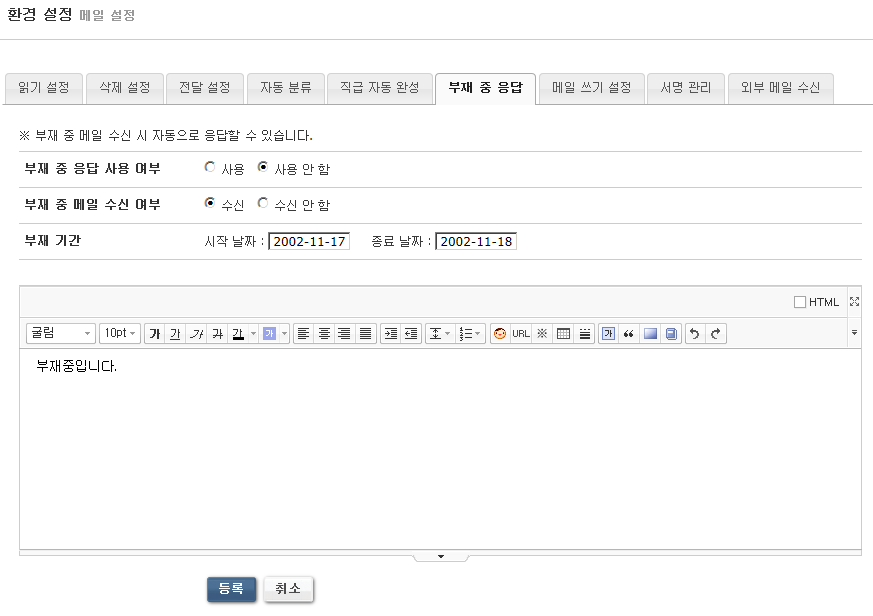 환경 설정 메일 설정
읽기 설정 삭제 설정 전달 설정 자동 분류 직급 자동 완성 부재 중 응답 메일 쓰기 설정 서명 관리 외부 메일 수신
※ 부재 중 메일 수신 시 자동으로 응답할 수 있습니다.
부재 중 응답 사용 여부 사용 사용 안 함
부재 중 메일 수신 여부 수신 수신 안 함
부재 기간 시작 날짜 : 2002-11-17 종료 날짜 : 2002-11-18
HTML
굴림 10pt 가 가 가 가 가 가 URL ※ 가 “
부재중입니다.
등록 취소